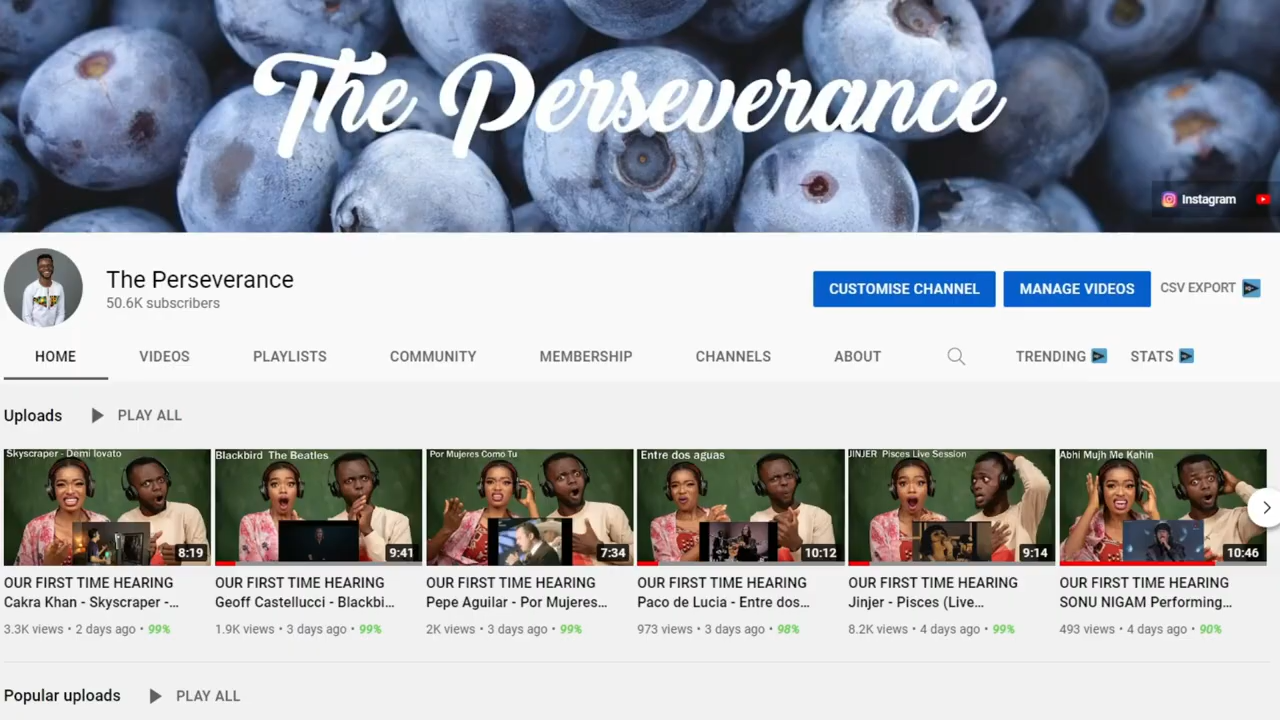 The Perseverance
Instagram
The Perseverance
50.6K subscribers
CUSTOMISE CHANNEL
MANAGE VIDEOS
CSV EXPORT
HOME
VIDEOS
PLAYLISTS
COMMUNITY
MEMBERSHIP
CHANNELS
ABOUT
TRENDING
STATS
Uploads
PLAY ALL
Skyscraper - Demi lovato
8:19
OUR FIRST TIME HEARING
Cakra Khan - Skyscraper -...
3.3K views • 2 days ago • 99%
Blackbird The Beatles
9:41
OUR FIRST TIME HEARING
Geoff Castellucci - Blackbi...
1.9K views • 3 days ago • 99%
Por Mujeres Como Tu
7:34
OUR FIRST TIME HEARING
Pepe Aguilar - Por Mujeres...
2K views • 3 days ago • 99%
Entre dos aguas
10:12
OUR FIRST TIME HEARING
Paco de Lucia - Entre dos...
973 views • 3 days ago • 98%
JINJER Pisces Live Session
9:14
OUR FIRST TIME HEARING
Jinjer - Pisces (Live...
8.2K views • 4 days ago • 99%
Abhi Mujh Me Kahin
10:46
OUR FIRST TIME HEARING
SONU NIGAM Performing...
493 views • 4 days ago • 90%
Popular uploads
PLAY ALL